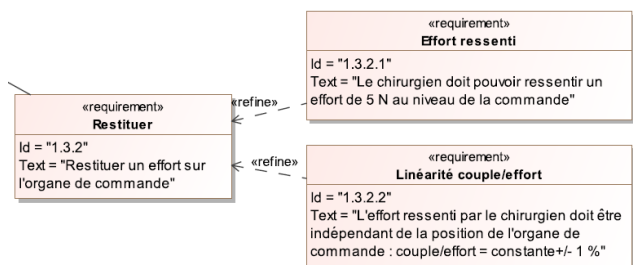 «requirement»
Effort ressenti
Id = "1.3.2.1"
Text = "Le chirurgien doit pouvoir ressentir un
effort de 5 N au niveau de la commande"
«refine»
«requirement»
Restituer
Id = "1.3.2"
Text = "Restituer un effort sur
l'organe de commande"
«refine»
«requirement»
Linéarité couple/effort
Id = "1.3.2.2"
Text = "L'effort ressenti par le chirurgien doit être
indépendant de la position de l'organe de
commande : couple/effort = constante+/- 1 %"